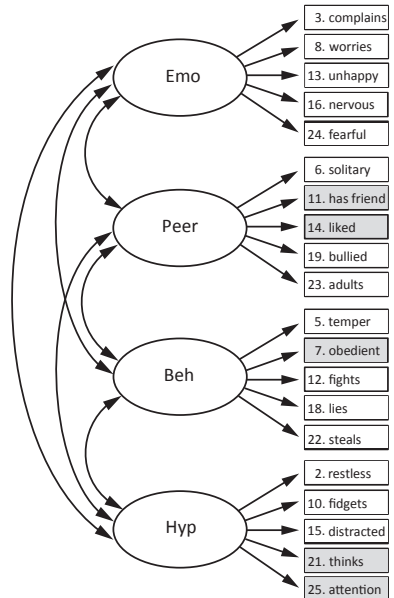 Emo
3. complains
8. worries
13. unhappy
16. nervous
24. fearful
Peer
6. solitary
11. has friend
14. liked
19. bullied
23. adults
Beh
5. temper
7. obedient
12. fights
18. lies
22. steals
Hyp
2. restless
10. fidgets
15. distracted
21. thinks
25. attention